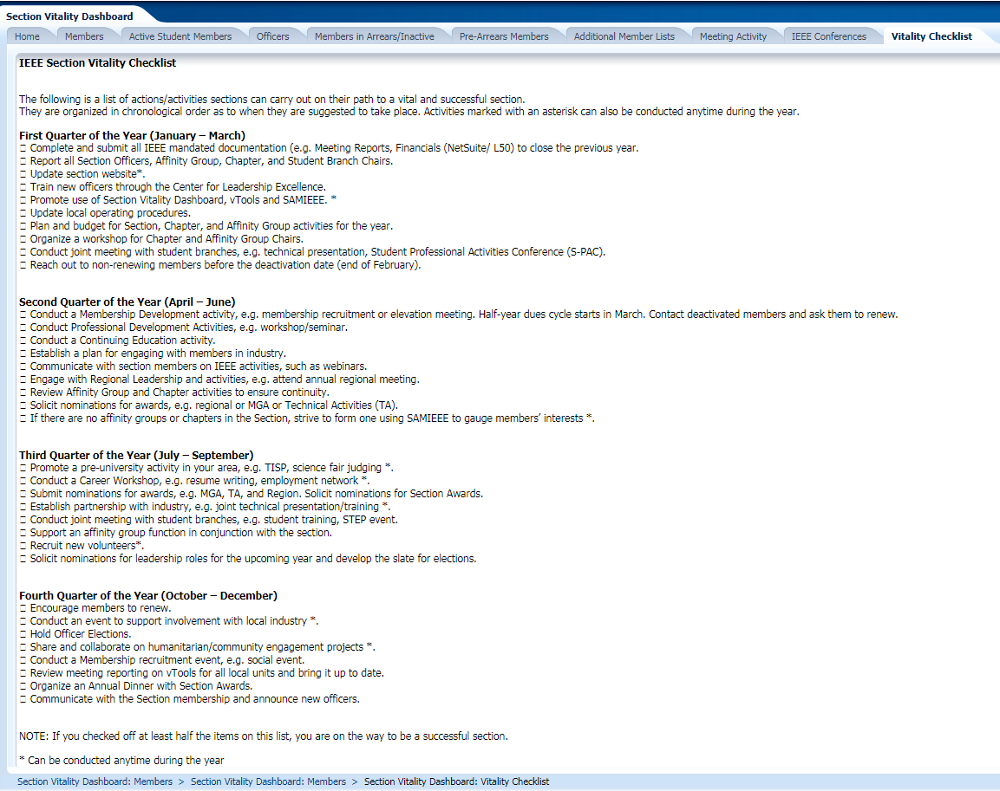 Section Vitality Dashboard
Home Members Active Student Members Officers Members in Arrears/Inactive Pre-Arrears Members Additional Member Lists Meeting Activity IEEE Conferences Vitality Checklist
IEEE Section Vitality Checklist
The following is a list of actions/activities sections can carry out on their path to a vital and successful section.
They are organized in chronological order as to when they are suggested to take place. Activities marked with an asterisk can also be conducted anytime during the year.
First Quarter of the Year (January – March)
▯ Complete and submit all IEEE mandated documentation (e.g. Meeting Reports, Financials (NetSuite/ L50) to close the previous year.
▯ Report all Section Officers, Affinity Group, Chapter, and Student Branch Chairs.
▯ Update section website*.
▯ Train new officers through the Center for Leadership Excellence.
▯ Promote use of Section Vitality Dashboard, vTools and SAMIEEE. *
▯ Update local operating procedures.
▯ Plan and budget for Section, Chapter, and Affinity Group activities for the year.
▯ Organize a workshop for Chapter and Affinity Group Chairs.
▯ Conduct joint meeting with student branches, e.g. technical presentation, Student Professional Activities Conference (S-PAC).
▯ Reach out to non-renewing members before the deactivation date (end of February).
Second Quarter of the Year (April – June)
▯ Conduct a Membership Development activity, e.g. membership recruitment or elevation meeting. Half-year dues cycle starts in March. Contact deactivated members and ask them to renew.
▯ Conduct Professional Development Activities, e.g. workshop/seminar.
▯ Conduct a Continuing Education activity.
▯ Establish a plan for engaging with members in industry.
▯ Communicate with section members on IEEE activities, such as webinars.
▯ Engage with Regional Leadership and activities, e.g. attend annual regional meeting.
▯ Review Affinity Group and Chapter activities to ensure continuity.
▯ Solicit nominations for awards, e.g. regional or MGA or Technical Activities (TA).
▯ If there are no affinity groups or chapters in the Section, strive to form one using SAMIEEE to gauge members’ interests *.
Third Quarter of the Year (July – September)
▯ Promote a pre-university activity in your area, e.g. TISP, science fair judging *.
▯ Conduct a Career Workshop, e.g. resume writing, employment network *.
▯ Submit nominations for awards, e.g. MGA, TA, and Region. Solicit nominations for Section Awards.
▯ Establish partnership with industry, e.g. joint technical presentation/training *.
▯ Conduct joint meeting with student branches, e.g. student training, STEP event.
▯ Support an affinity group function in conjunction with the section.
▯ Recruit new volunteers*.
▯ Solicit nominations for leadership roles for the upcoming year and develop the slate for elections.
Fourth Quarter of the Year (October – December)
▯ Encourage members to renew.
▯ Conduct an event to support involvement with local industry *.
▯ Hold Officer Elections.
▯ Share and collaborate on humanitarian/community engagement projects *.
▯ Conduct a Membership recruitment event, e.g. social event.
▯ Review meeting reporting on vTools for all local units and bring it up to date.
▯ Organize an Annual Dinner with Section Awards.
▯ Communicate with the Section membership and announce new officers.
NOTE: If you checked off at least half the items on this list, you are on the way to be a successful section.
* Can be conducted anytime during the year
Section Vitality Dashboard: Members > Section Vitality Dashboard: Members > Section Vitality Dashboard: Vitality Checklist